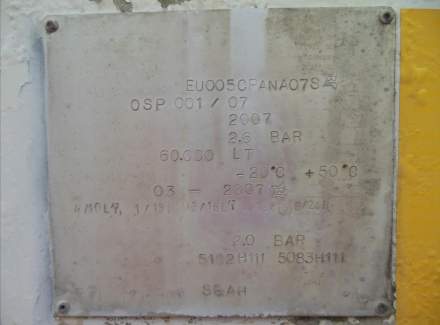 EU005CPANA07S
OSP 001 / 07
2007
2.6 BAR
60.000 LT
-20°C +50°C
03 - 2007
2.0 BAR
5182H111 5083H111
SEAH